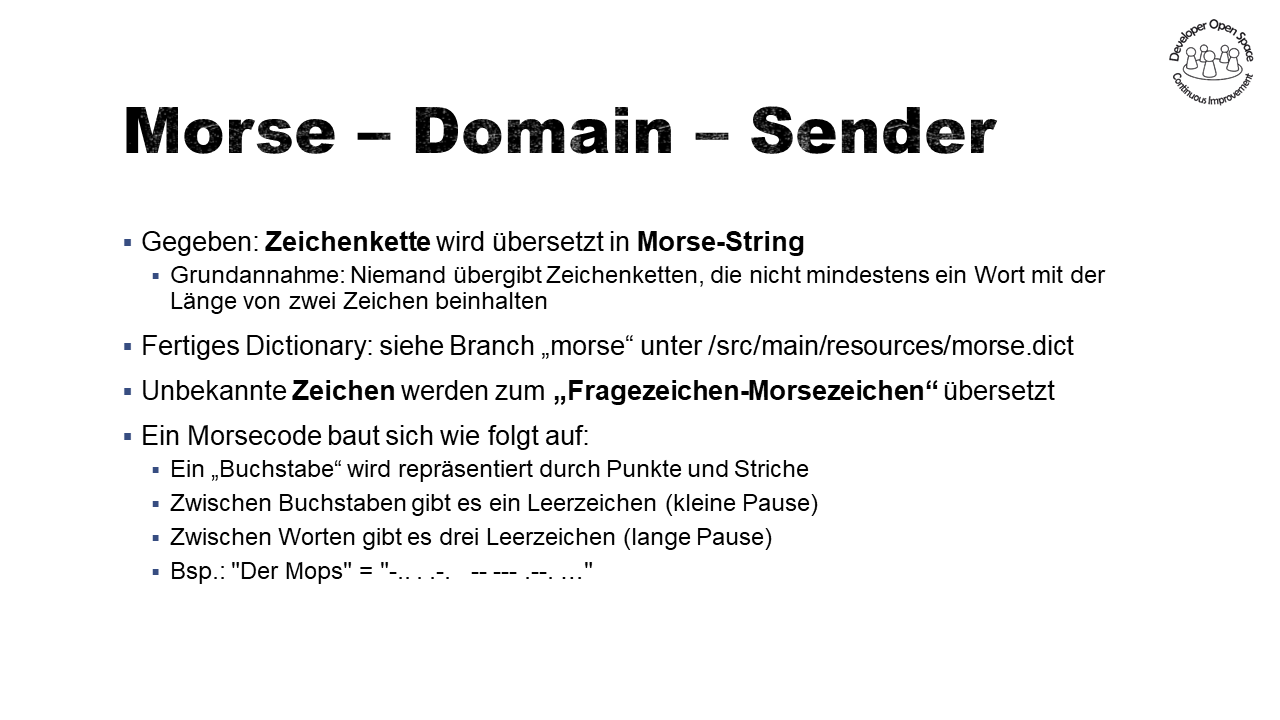 Developer Open Space
Continuous Improvement
Morse – Domain – Sender
▪ Gegeben: Zeichenkette wird übersetzt in Morse-String
▪ Grundannahme: Niemand übergibt Zeichenketten, die nicht mindestens ein Wort mit der
Länge von zwei Zeichen beinhalten
▪ Fertiges Dictionary: siehe Branch „morse“ unter /src/main/resources/morse.dict
▪ Unbekannte Zeichen werden zum „Fragezeichen-Morsezeichen“ übersetzt
▪ Ein Morsecode baut sich wie folgt auf:
▪ Ein „Buchstabe“ wird repräsentiert durch Punkte und Striche
▪ Zwischen Buchstaben gibt es ein Leerzeichen (kleine Pause)
▪ Zwischen Worten gibt es drei Leerzeichen (lange Pause)
▪ Bsp.: "Der Mops" = "-.. . .-.   -- --- .--. …"